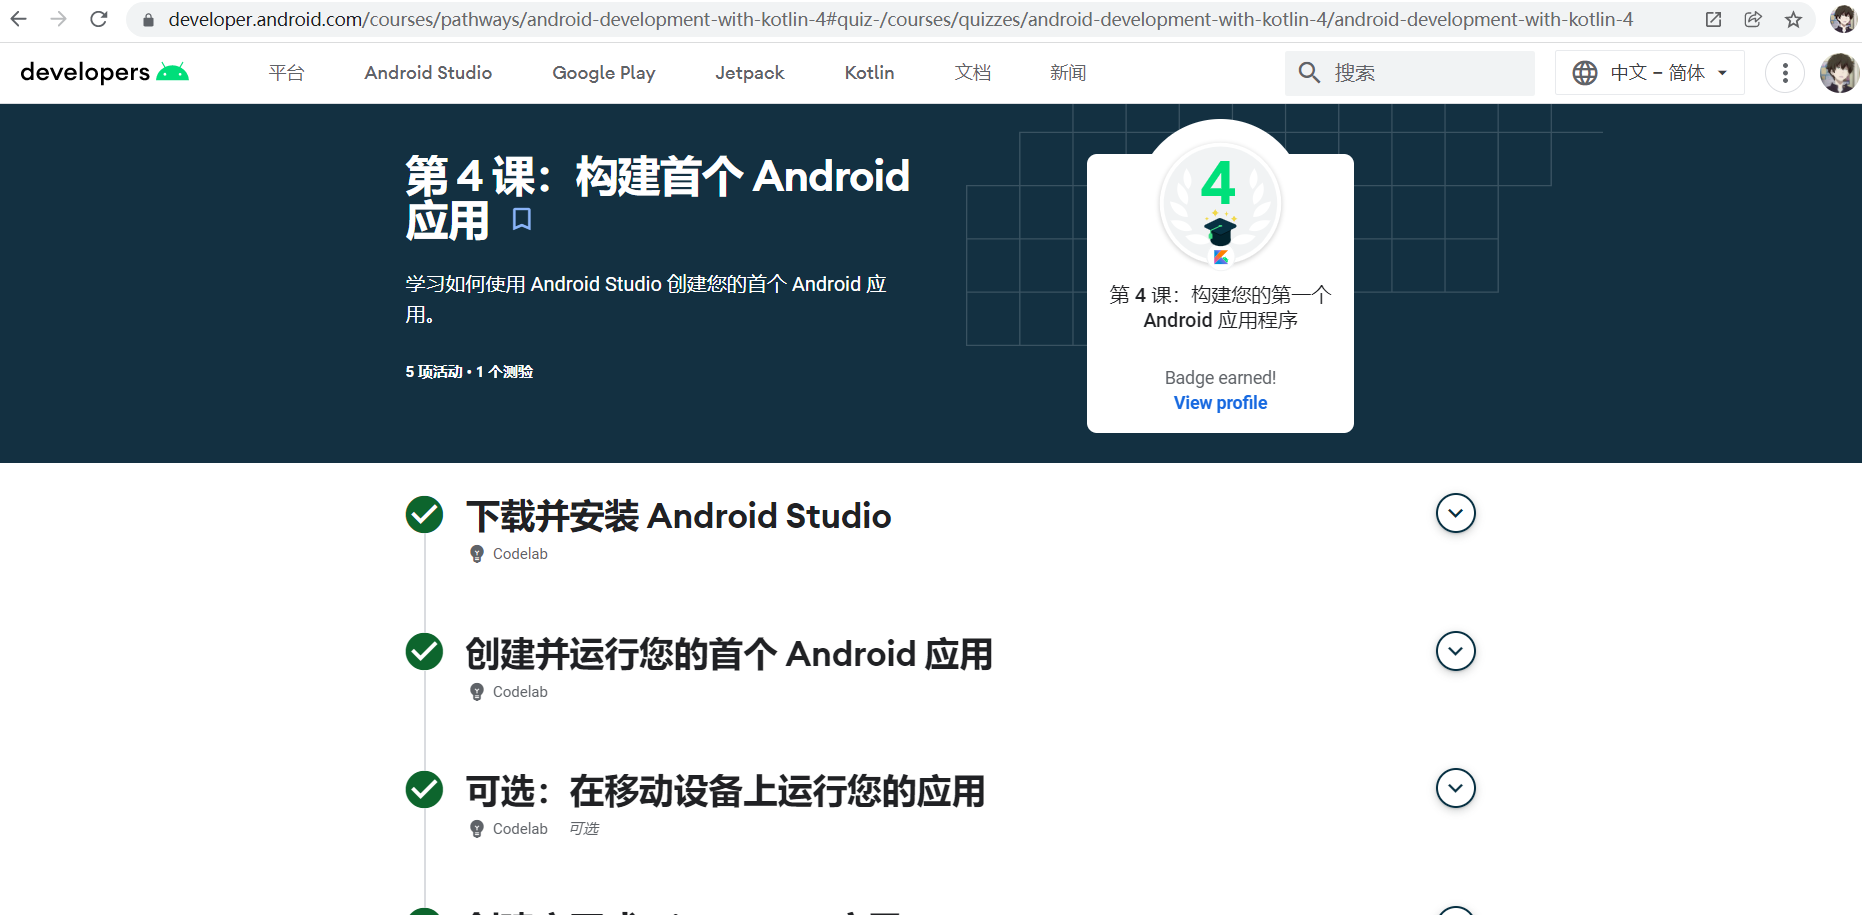 developer.android.com/courses/pathways/android-development-with-kotlin-4#quiz-/courses/quizzes/android-development-with-kotlin-4/android-development-with-kotlin-4
developers 平台 Android Studio Google Play Jetpack Kotlin 文档 新闻 搜索 中文 – 简体
第 4 课：构建首个 Android
应用
学习如何使用 Android Studio 创建您的首个 Android 应
用。
5 项活动 • 1 个测验
4
第 4 课：构建您的第一个
Android 应用程序
Badge earned!
View profile
下载并安装 Android Studio
Codelab
创建并运行您的首个 Android 应用
Codelab
可选：在移动设备上运行您的应用
Codelab 可选